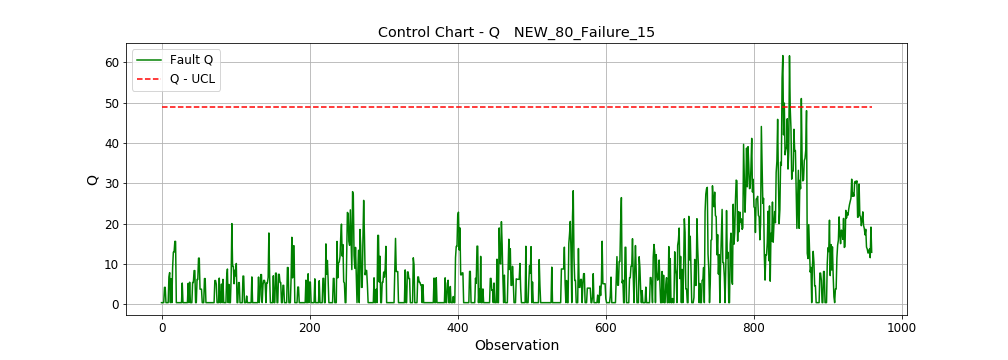 Control Chart - Q   NEW_80_Failure_15
Fault Q
Q - UCL
Q
60
50
40
30
20
10
0
0 200 400 600 800 1000
Observation